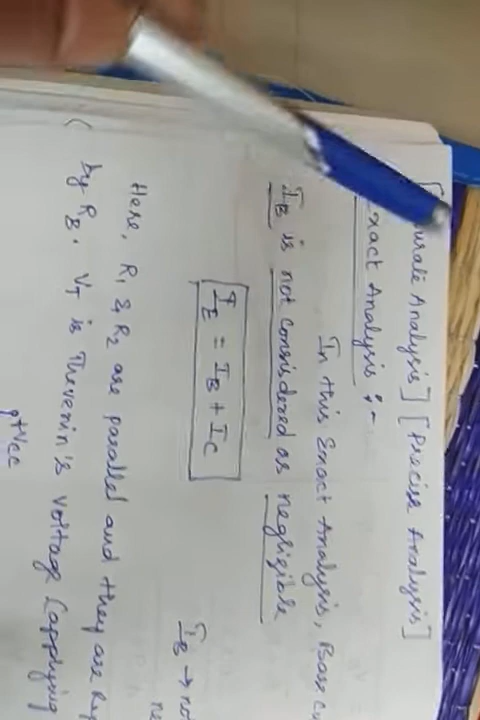 Analysis] [Precise Analysis]
Exact Analysis :-
In this Exact Analysis, Base
I_B is not considered as negligible
I_E = I_B + I_C
I_B →
Here, R1 & R2 are parallel and they are
by R_B. V_T is Thevenin's voltage (applying
+Vcc